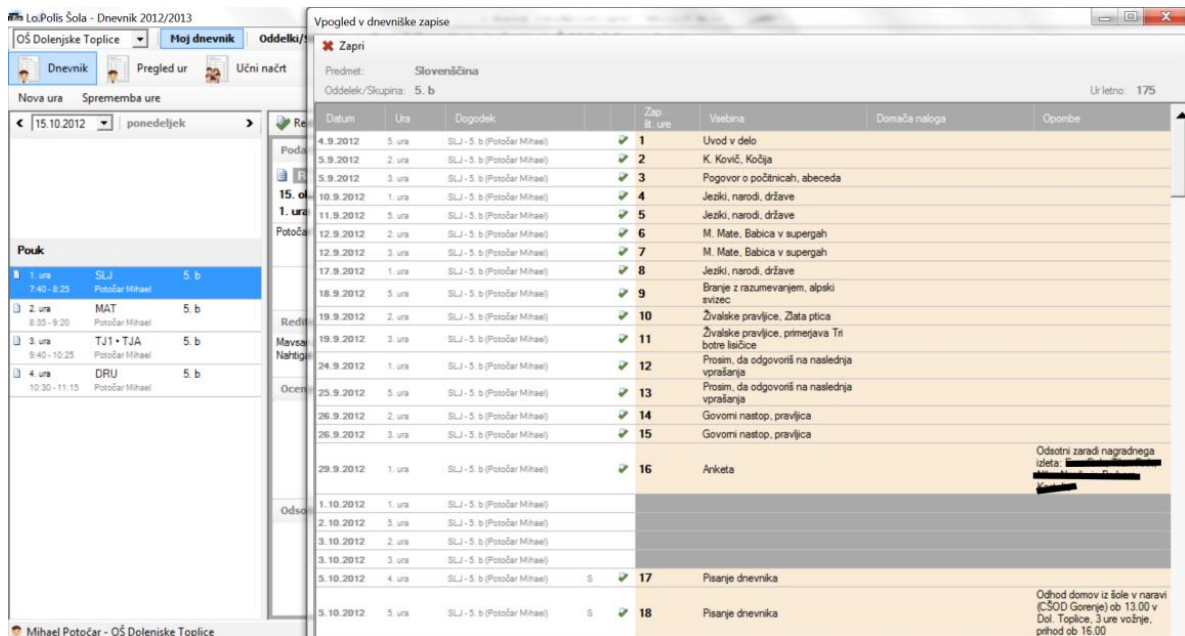 Lo.Polis Šola - Dnevnik 2012/2013
OŠ Dolenjske Toplice Moj dnevnik Oddelki/
Dnevnik Pregled ur Učni načrt
Nova ura Sprememba ure
15.10.2012 ponedeljek
Pouk
1. ura SLJ 5. b
7:40 - 8:25 Potočar Mihael
2. ura MAT 5. b
8:35 - 9:20 Potočar Mihael
3. ura TJ1 • TJA 5. b
9:40 - 10:25 Potočar Mihael
4. ura DRU 5. b
10:30 - 11:15 Potočar Mihael
Re
Poda
15. ok
1. ura
Potoča
Redit
Mavsar
Nahtiga
Ocen
Odso
Mihael Potočar - OŠ Dolenjske Toplice
Vpogled v dnevniške zapise
Zapri
Predmet: Slovenščina
Oddelek/Skupina: 5. b Ur letno: 175
Datum Ura Dogodek Zap. št. ure Vsebina Domača naloga Opombe
4.9.2012 5. ura SLJ - 5. b (Potočar Mihael) 1 Uvod v delo
5.9.2012 2. ura SLJ - 5. b (Potočar Mihael) 2 K. Kovič, Kočija
5.9.2012 3. ura SLJ - 5. b (Potočar Mihael) 3 Pogovor o počitnicah, abeceda
10.9.2012 1. ura SLJ - 5. b (Potočar Mihael) 4 Jeziki, narodi, države
11.9.2012 5. ura SLJ - 5. b (Potočar Mihael) 5 Jeziki, narodi, države
12.9.2012 2. ura SLJ - 5. b (Potočar Mihael) 6 M. Mate, Babica v supergah
12.9.2012 3. ura SLJ - 5. b (Potočar Mihael) 7 M. Mate, Babica v supergah
17.9.2012 1. ura SLJ - 5. b (Potočar Mihael) 8 Jeziki, narodi, države
18.9.2012 5. ura SLJ - 5. b (Potočar Mihael) 9 Branje z razumevanjem, alpski
svizec
19.9.2012 2. ura SLJ - 5. b (Potočar Mihael) 10 Živalske pravljice, Zlata ptica
19.9.2012 3. ura SLJ - 5. b (Potočar Mihael) 11 Živalske pravljice, primerjava Tri
botre lisičice
24.9.2012 1. ura SLJ - 5. b (Potočar Mihael) 12 Prosim, da odgovoriš na naslednja
vprašanja
25.9.2012 5. ura SLJ - 5. b (Potočar Mihael) 13 Prosim, da odgovoriš na naslednja
vprašanja
26.9.2012 2. ura SLJ - 5. b (Potočar Mihael) 14 Govorni nastop, pravljica
26.9.2012 3. ura SLJ - 5. b (Potočar Mihael) 15 Govorni nastop, pravljica
29.9.2012 1. ura SLJ - 5. b (Potočar Mihael) 16 Anketa Odsotni zaradi nagradnega
izleta:
1.10.2012 1. ura SLJ - 5. b (Potočar Mihael)
2.10.2012 5. ura SLJ - 5. b (Potočar Mihael)
3.10.2012 2. ura SLJ - 5. b (Potočar Mihael)
3.10.2012 3. ura SLJ - 5. b (Potočar Mihael)
5.10.2012 4. ura SLJ - 5. b (Potočar Mihael) S 17 Pisanje dnevnika
5.10.2012 5. ura SLJ - 5. b (Potočar Mihael) S 18 Pisanje dnevnika Odhod domov iz šole v naravi
(CŠOD Gorenje) ob 13.00 v
Dol. Toplice, 3 ure vožnje,
prihod ob 16.00